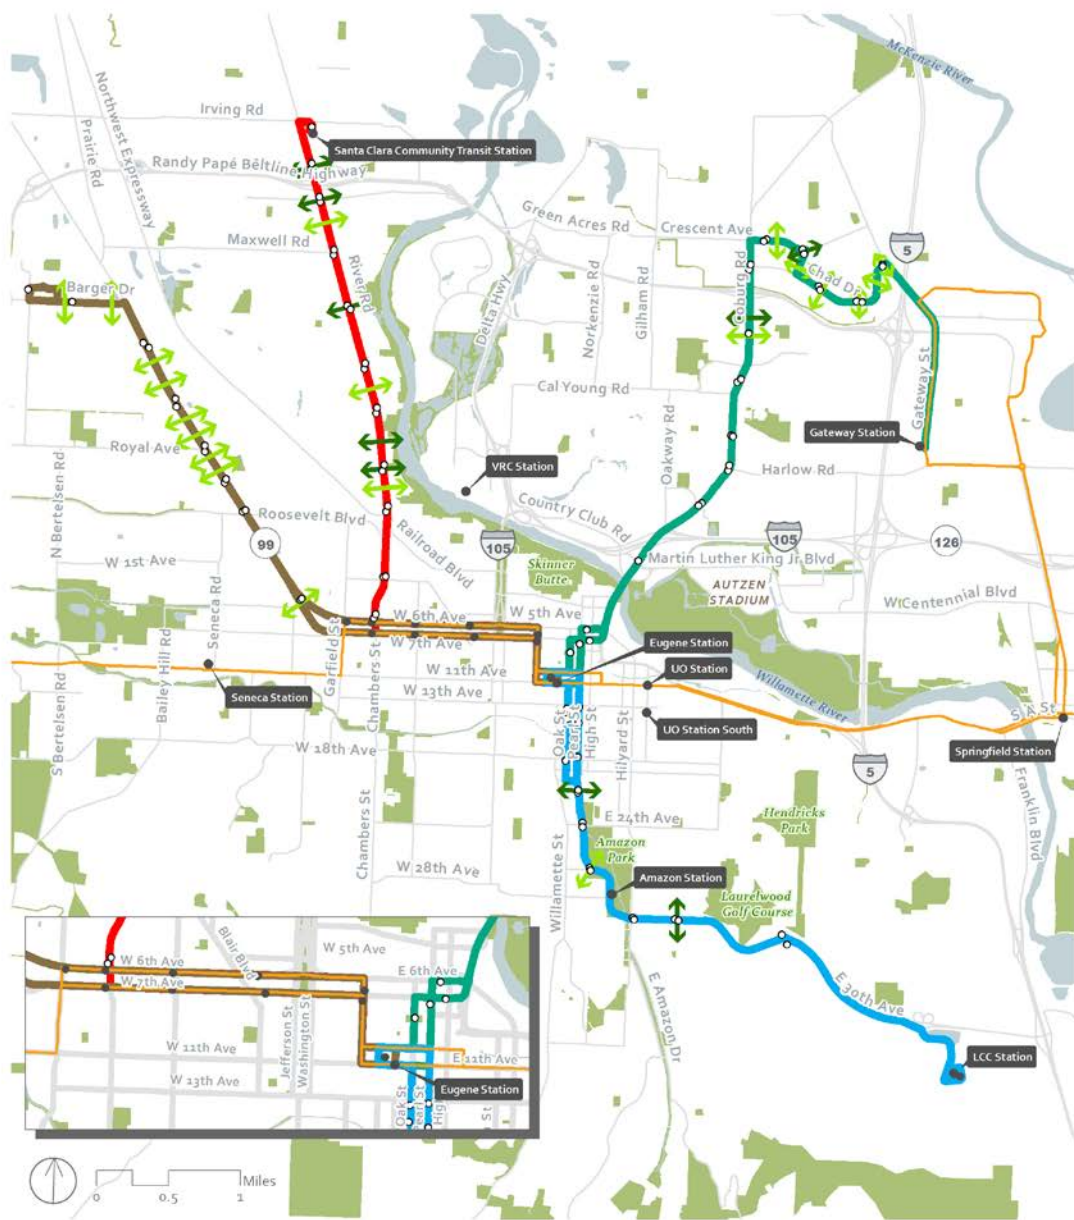 McKenzie River
Irving Rd
Northwest Expressway
Prairie Rd
Santa Clara Community Transit Station
Randy Papé Beltline Highway
Green Acres Rd
Crescent Ave
5
Maxwell Rd
River Rd
Delta Hwy
Norkenzie Rd
Gilham Rd
Coburg Rd
Chad Dr
Barger Dr
Gateway St
Cal Young Rd
Oakway Rd
Gateway Station
Royal Ave
N Bertelsen Rd
VRC Station
Harlow Rd
Roosevelt Blvd
Railroad Blvd
Country Club Rd
99
105
105
126
W 1st Ave
Skinner
Butte
Martin Luther King Jr Blvd
AUTZEN
STADIUM
Seneca Rd
W Centennial Blvd
W 6th Ave
W 5th Ave
W 7th Ave
Garfield St
Chambers St
Bailey Hill Rd
Eugene Station
W 11th Ave
UO Station
Seneca Station
W 13th Ave
Willamette River
S A St
S Bertelsen Rd
Oak St
Pearl St
High St
Hilyard St
UO Station South
W 18th Ave
Springfield Station
5
Franklin Blvd
Chambers St
E 24th Ave
Hendricks
Park
Willamette St
Amazon
Park
W 28th Ave
Amazon Station
Laurelwood
Golf Course
E 30th Ave
E Amazon Dr
LCC Station
W 5th Ave
Blair Blvd
W 6th Ave
E 6th Ave
W 7th Ave
Jefferson St
Washington St
W 11th Ave
E 11th Ave
W 13th Ave
Eugene Station
Oak St
Pearl St
High
St
Miles
0
0.5
1